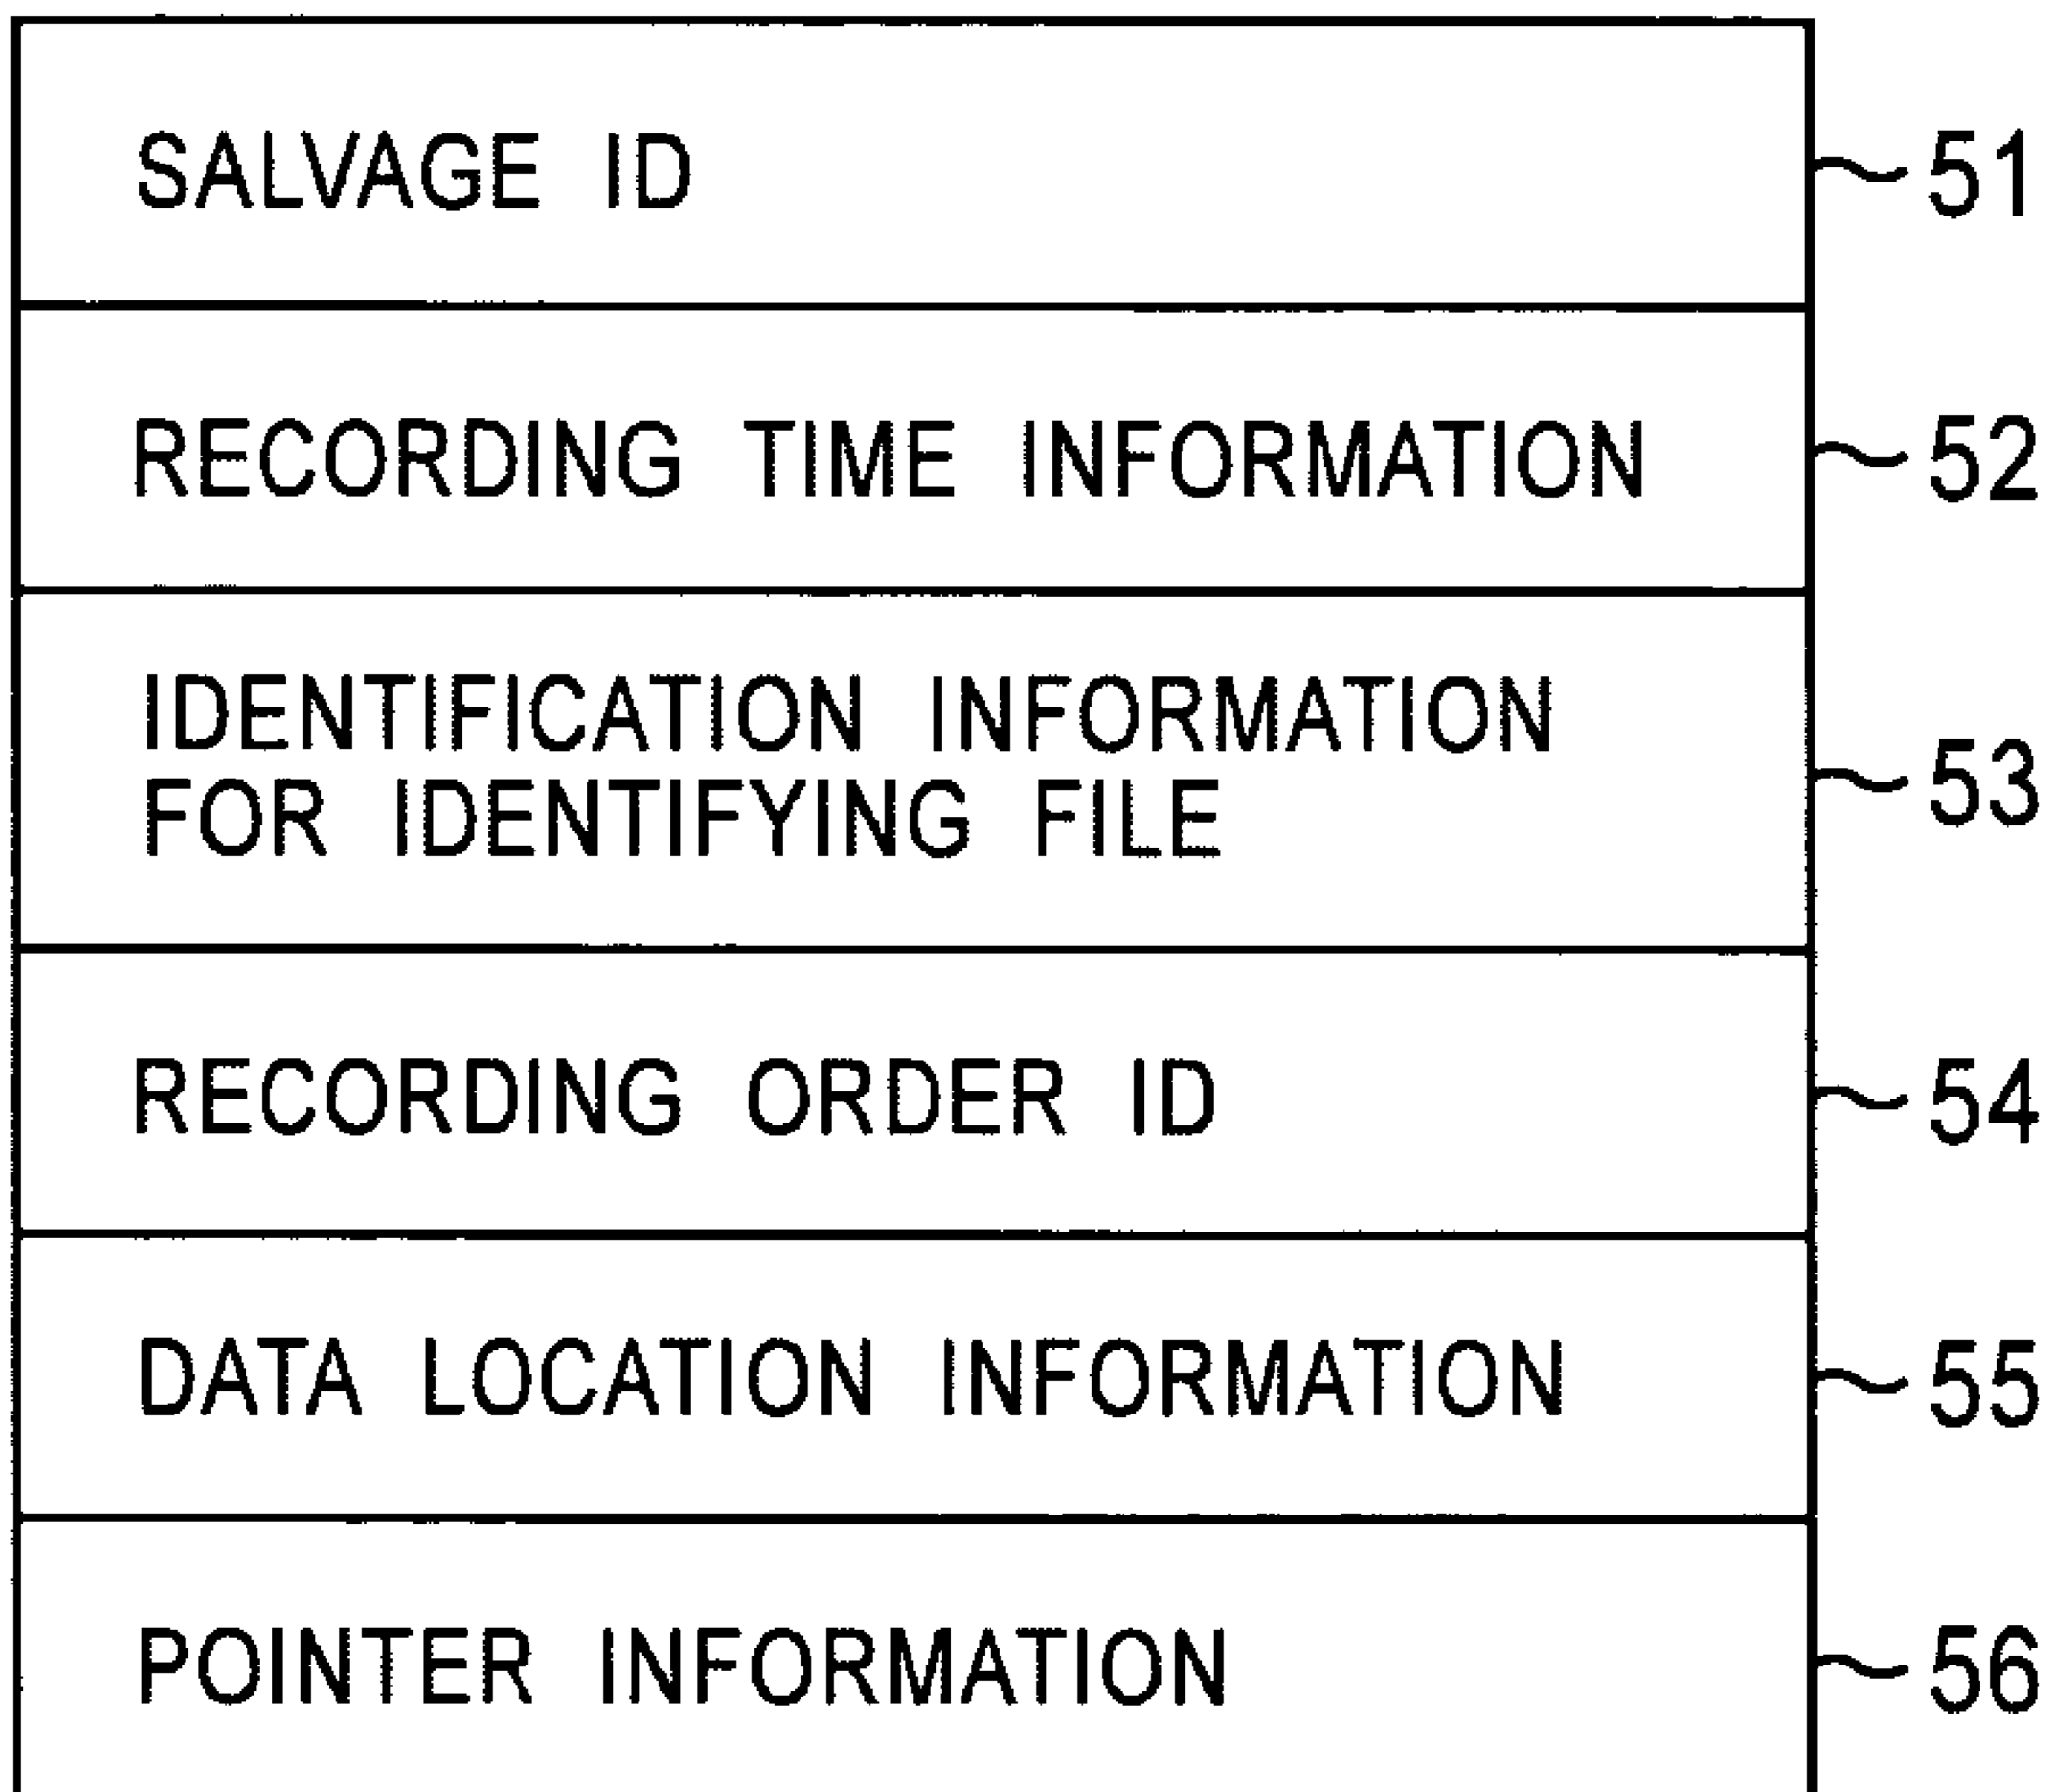 SALVAGE ID 51
RECORDING TIME INFORMATION 52
IDENTIFICATION INFORMATION
FOR IDENTIFYING FILE 53
RECORDING ORDER ID 54
DATA LOCATION INFORMATION 55
POINTER INFORMATION 56